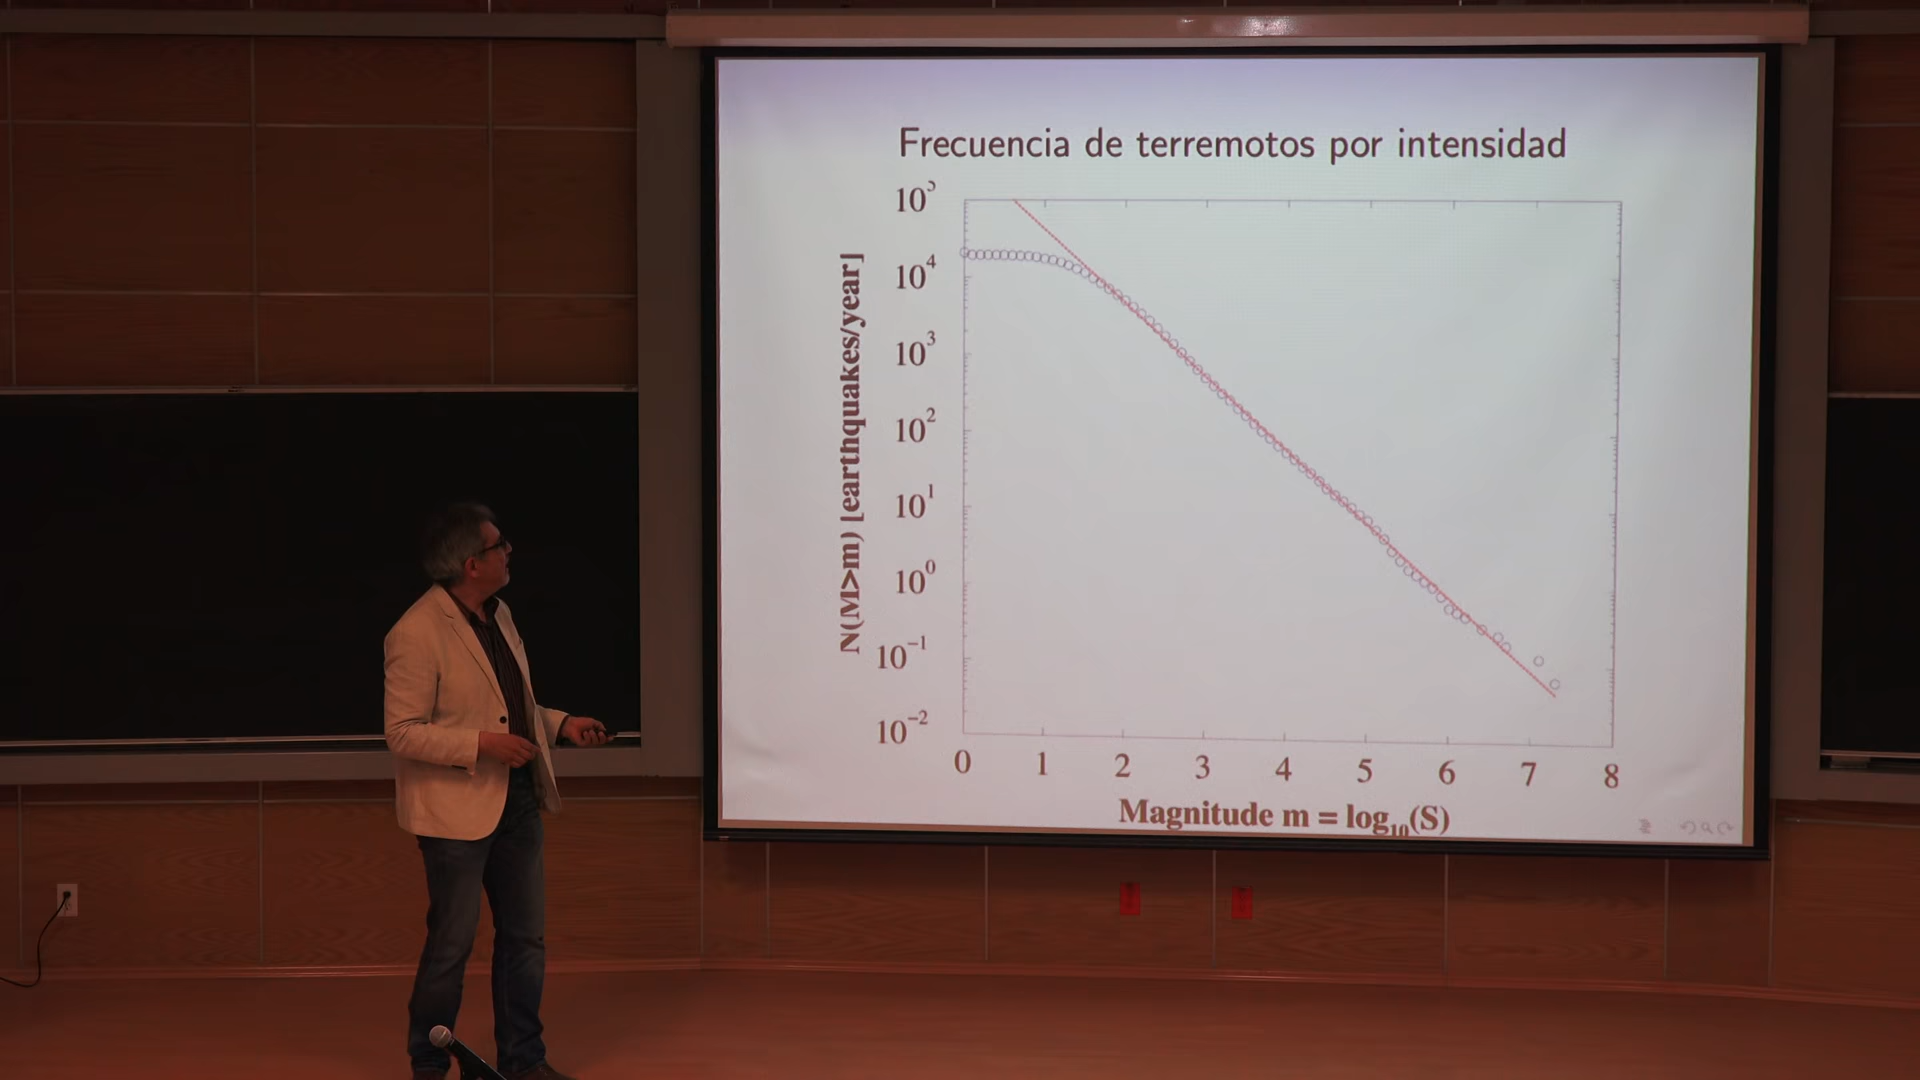 Frecuencia de terremotos por intensidad
10⁵
10⁴
10³
10²
10¹
10⁰
10⁻¹
10⁻²
N(M>m) [earthquakes/year]
0 1 2 3 4 5 6 7 8
Magnitude m = log₁₀(S)